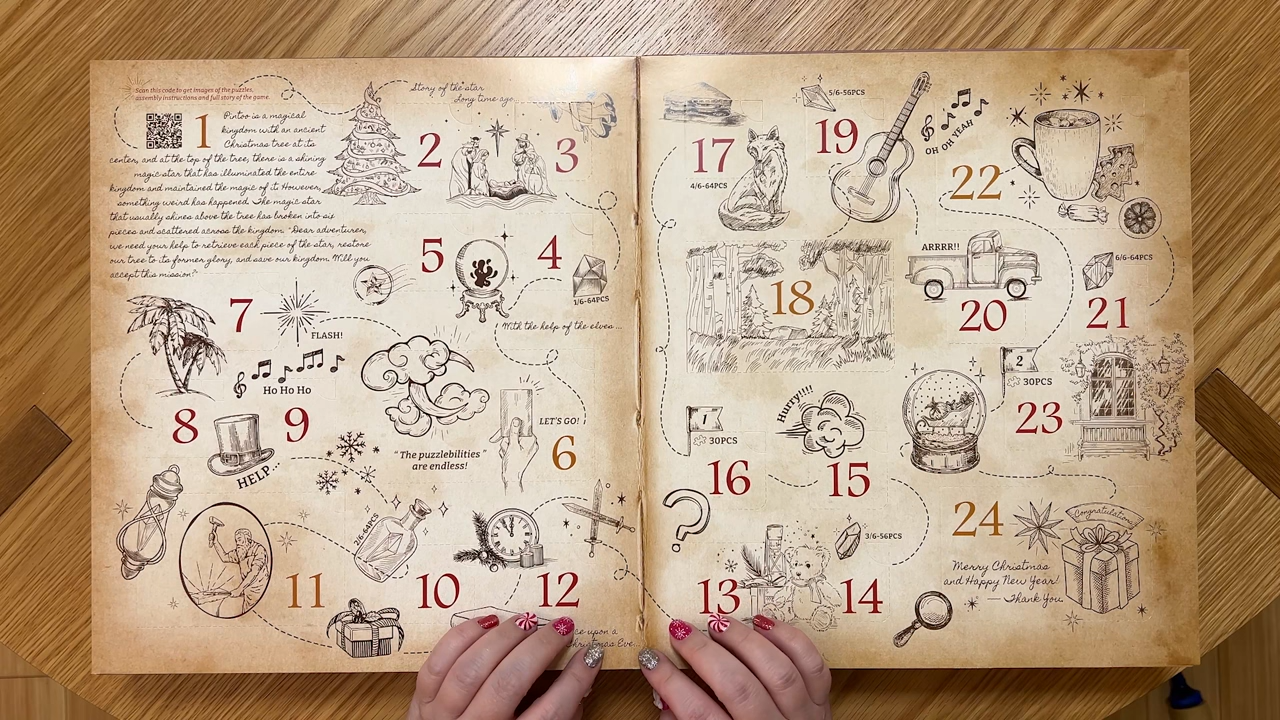 Scan this code to get images of the puzzles,
assembly instructions and full story of the game.
1
Pintoo is a magical
kingdom with an ancient
Christmas tree at its
center, and at the top of the tree, there is a shining
magic star that has illuminated the entire
kingdom and maintained the magic of it. However,
something weird has happened. The magic star
that usually shines above the tree has broken into six
pieces and scattered across the kingdom. "Dear adventurer,
we need your help to retrieve each piece of the star, restore
our tree to its former glory, and save our kingdom. Will you
accept this mission?"
Story of the star
long time ago...
2
3
5
4
1/6-64PCS
With the help of the elves...
7
FLASH!
Ho Ho Ho
8
9
HELP...
"The puzzlebilities"
are endless!
LET'S GO!
6
2/6-64PCS
11
10
12
ce upon a
Christmas Eve...
17
4/6-64PCS
5/6-56PCS
19
OH OH YEAH
22
18
ARRRR!!
20
6/6-64PCS
21
1
30PCS
16
Hurry!!!!
15
2
30PCS
23
13
3/6-56PCS
14
24
Congratulations
Merry Christmas
and Happy New Year!
— Thank You